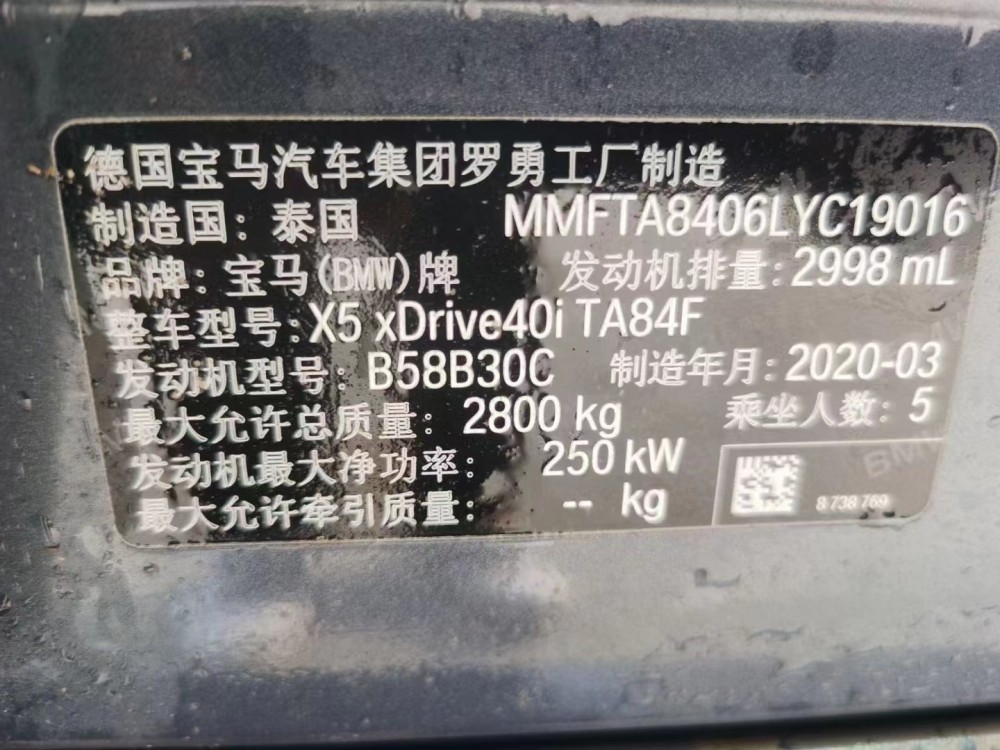 德国宝马汽车集团罗勇工厂制造
制造国：泰国 MMFTA8406LYC19016
品牌：宝马(BMW)牌 发动机排量：2998 mL
整车型号：X5 xDrive40i TA84F
发动机型号：B58B30C 制造年月：2020-03
最大允许总质量：2800 kg 乘坐人数：5
发动机最大净功率：250 kW
最大允许牵引质量：-- kg
8 738 769